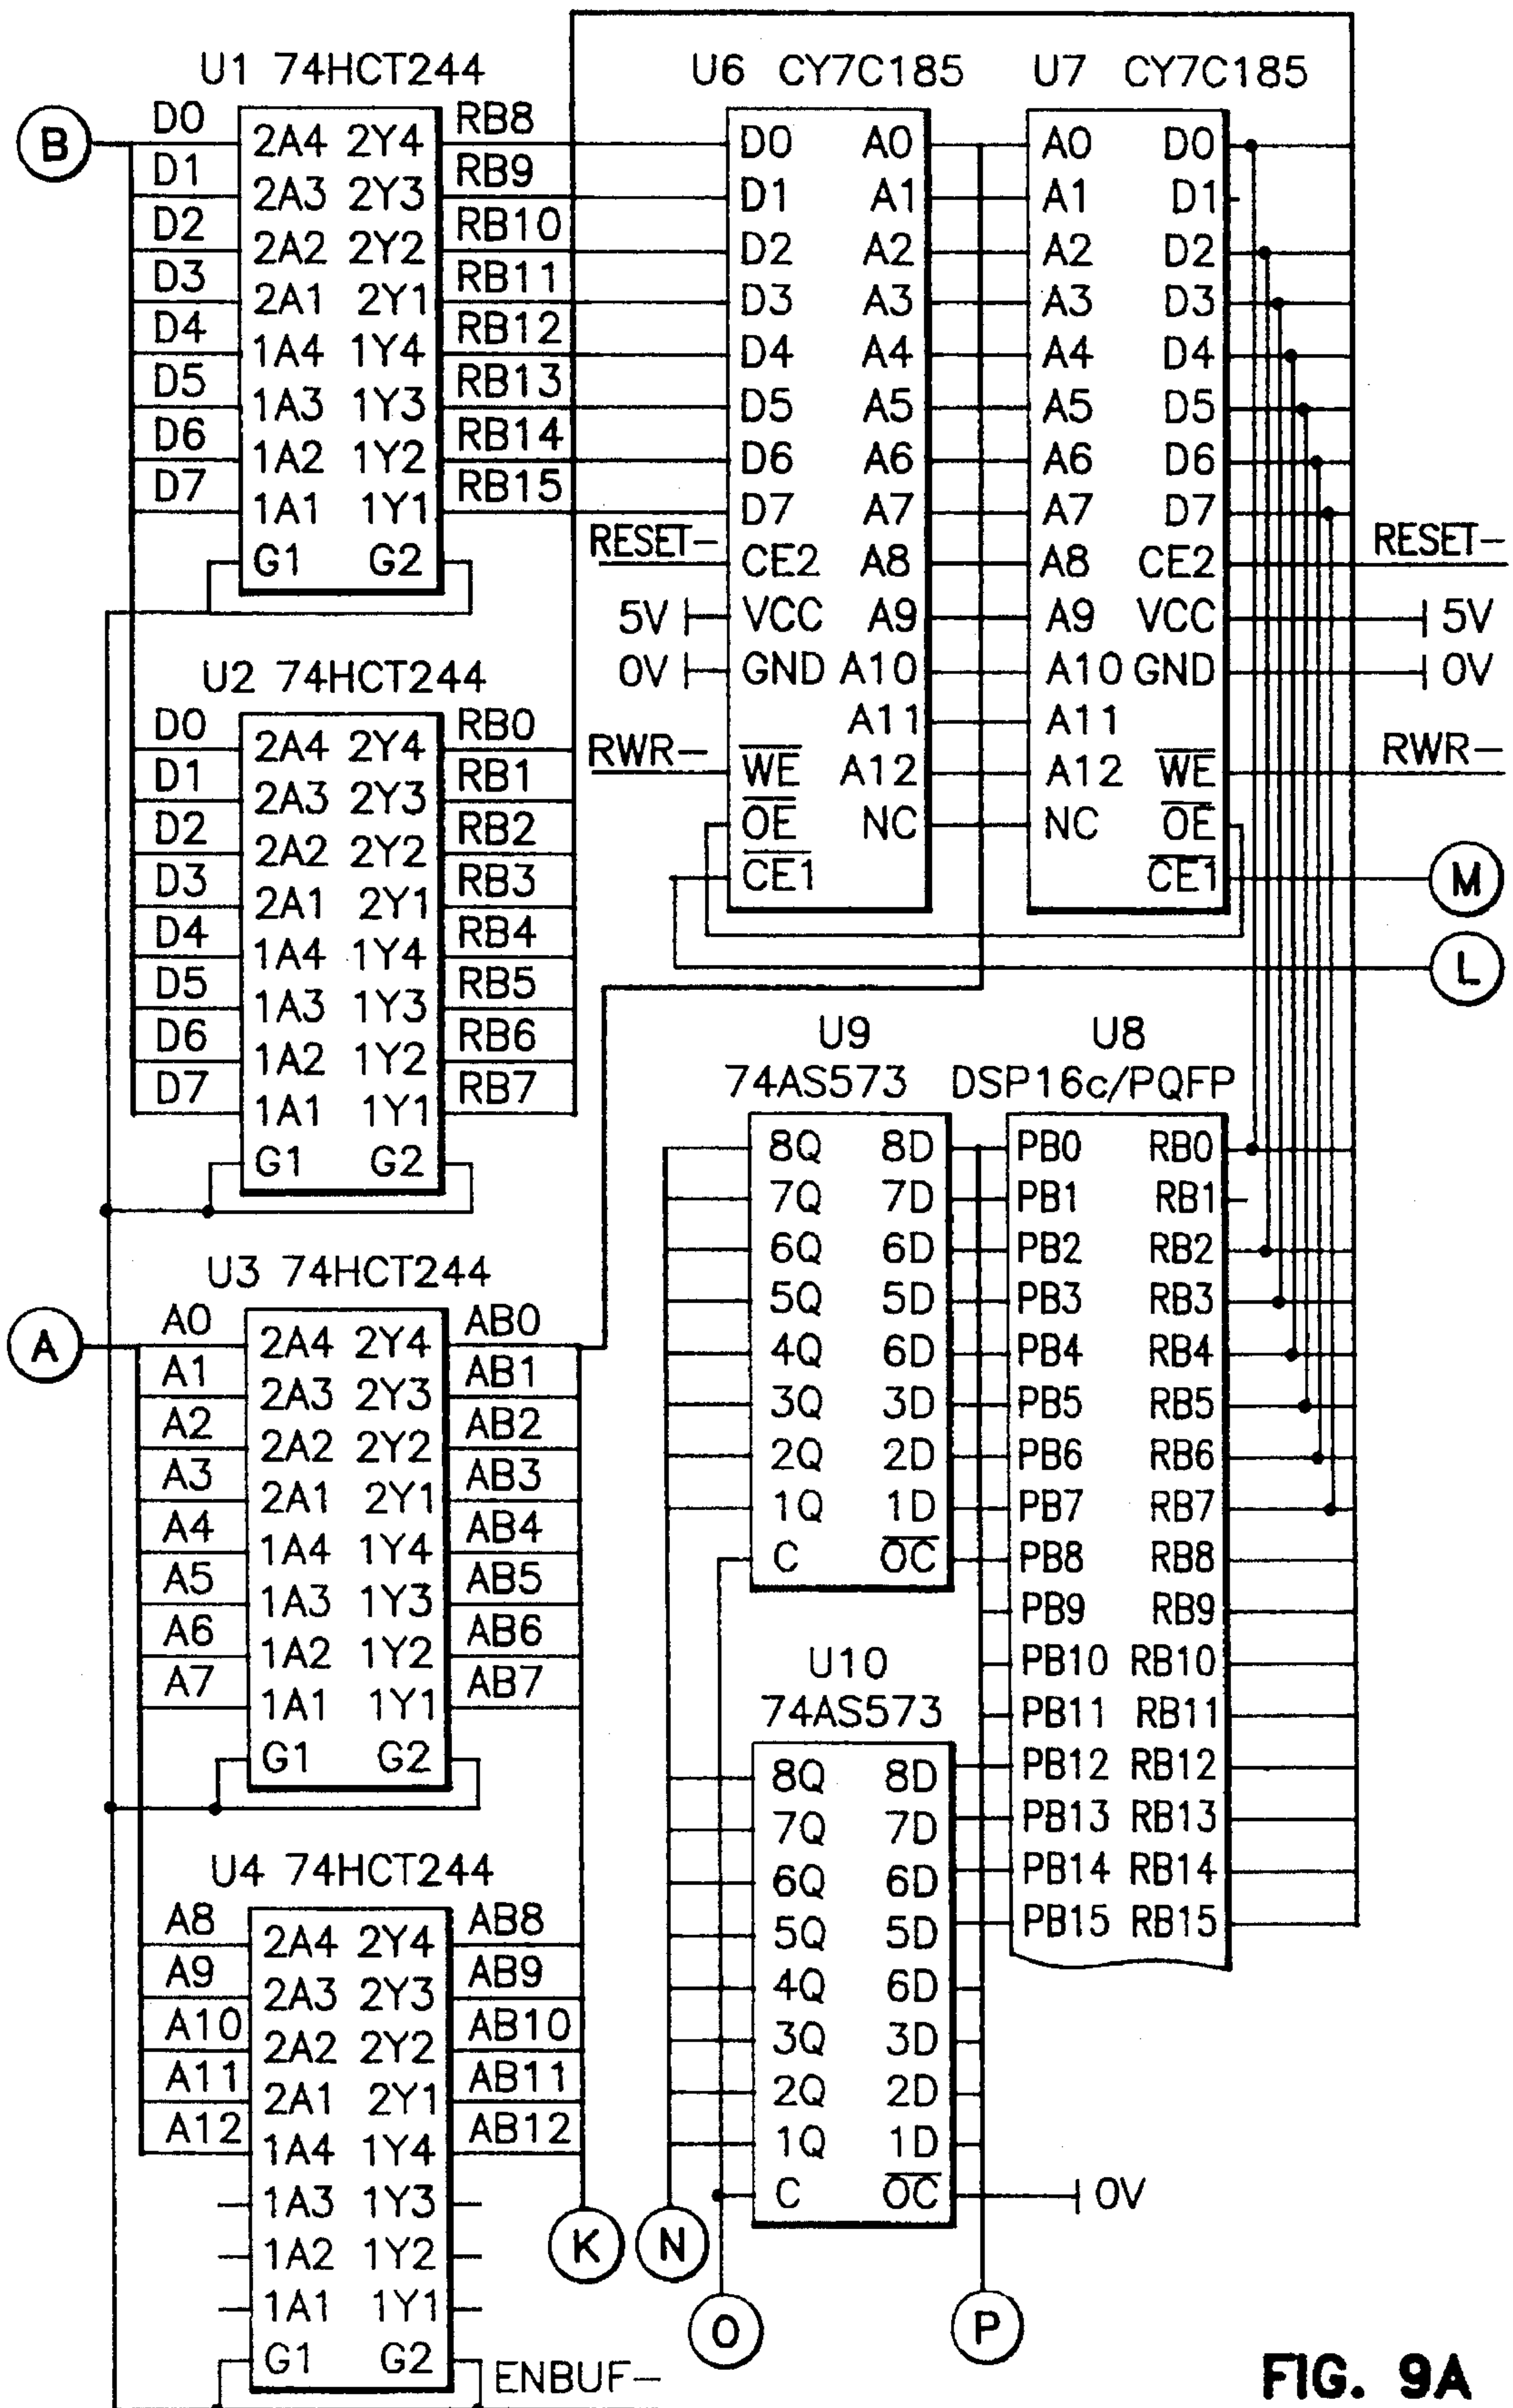 U1 74HCT244
B
D0 2A4 2Y4 RB8
D1 2A3 2Y3 RB9
D2 2A2 2Y2 RB10
D3 2A1 2Y1 RB11
D4 1A4 1Y4 RB12
D5 1A3 1Y3 RB13
D6 1A2 1Y2 RB14
D7 1A1 1Y1 RB15
G1 G2
U2 74HCT244
D0 2A4 2Y4 RB0
D1 2A3 2Y3 RB1
D2 2A2 2Y2 RB2
D3 2A1 2Y1 RB3
D4 1A4 1Y4 RB4
D5 1A3 1Y3 RB5
D6 1A2 1Y2 RB6
D7 1A1 1Y1 RB7
G1 G2
U3 74HCT244
A
A0 2A4 2Y4 AB0
A1 2A3 2Y3 AB1
A2 2A2 2Y2 AB2
A3 2A1 2Y1 AB3
A4 1A4 1Y4 AB4
A5 1A3 1Y3 AB5
A6 1A2 1Y2 AB6
A7 1A1 1Y1 AB7
G1 G2
U4 74HCT244
A8 2A4 2Y4 AB8
A9 2A3 2Y3 AB9
A10 2A2 2Y2 AB10
A11 2A1 2Y1 AB11
A12 1A4 1Y4 AB12
1A3 1Y3
1A2 1Y2
1A1 1Y1
G1 G2 ENBUF-
K
U6 CY7C185 U7 CY7C185
D0 A0 A0 D0
D1 A1 A1 D1
D2 A2 A2 D2
D3 A3 A3 D3
D4 A4 A4 D4
D5 A5 A5 D5
D6 A6 A6 D6
D7 A7 A7 D7
RESET- CE2 A8 A8 CE2 RESET-
5V VCC A9 A9 VCC 5V
0V GND A10 A10 GND 0V
A11 A11
RWR- WE A12 A12 WE RWR-
OE NC NC OE
CE1 CE1 M
L
U9 U8
74AS573 DSP16c/PQFP
8Q 8D PB0 RB0
7Q 7D PB1 RB1
6Q 6D PB2 RB2
5Q 5D PB3 RB3
4Q 6D PB4 RB4
3Q 3D PB5 RB5
2Q 2D PB6 RB6
1Q 1D PB7 RB7
C OC PB8 RB8
PB9 RB9
U10 PB10 RB10
74AS573 PB11 RB11
8Q 8D PB12 RB12
7Q 7D PB13 RB13
6Q 6D PB14 RB14
5Q 5D PB15 RB15
4Q 6D
3Q 3D
2Q 2D
1Q 1D
C OC 0V
N
O
P
FIG. 9A